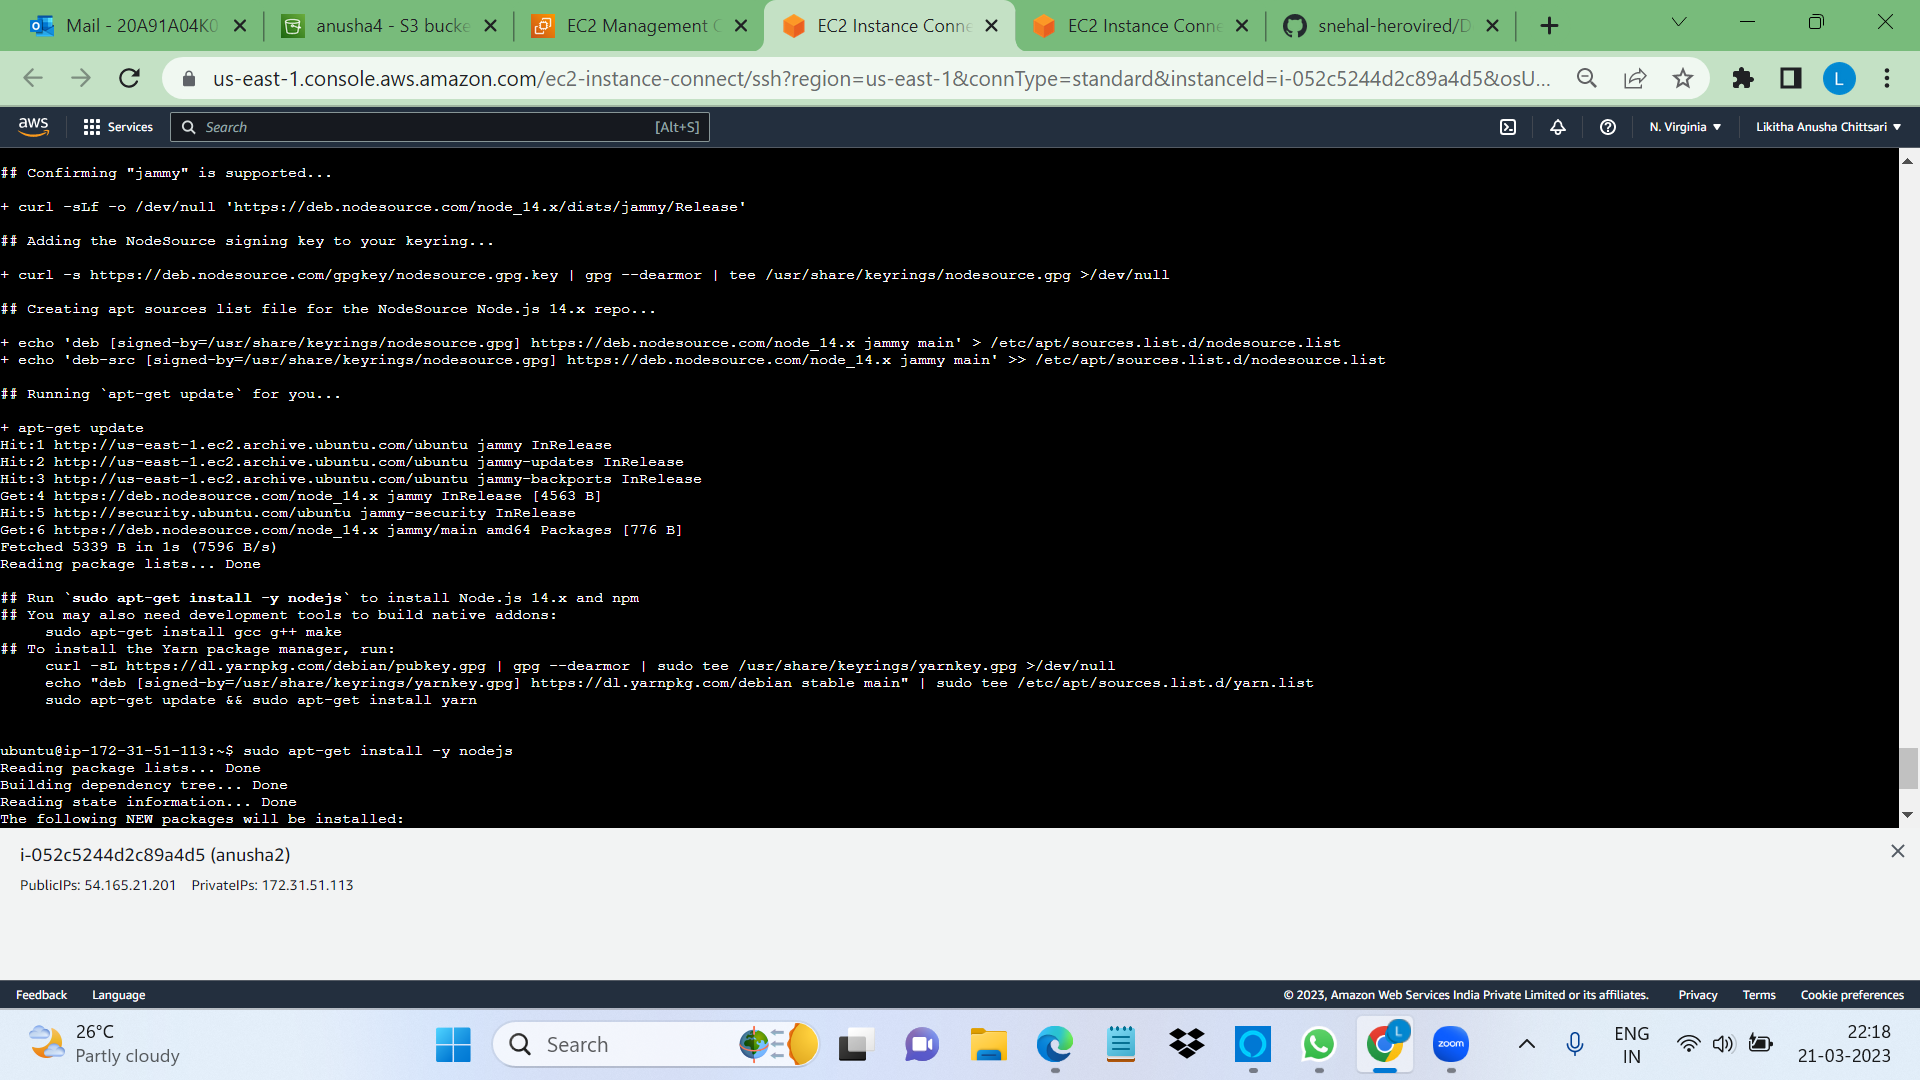 Mail - 20A91A04K0
anusha4 - S3 bucke
EC2 Management C
EC2 Instance Conne
EC2 Instance Conne
snehal-herovired/D
us-east-1.console.aws.amazon.com/ec2-instance-connect/ssh?region=us-east-1&connType=standard&instanceId=i-052c5244d2c89a4d5&osU...
L
aws
Services
Search
[Alt+S]
N. Virginia
Likitha Anusha Chittsari
## Confirming "jammy" is supported...
+ curl -sLf -o /dev/null 'https://deb.nodesource.com/node_14.x/dists/jammy/Release'
## Adding the NodeSource signing key to your keyring...
+ curl -s https://deb.nodesource.com/gpgkey/nodesource.gpg.key | gpg --dearmor | tee /usr/share/keyrings/nodesource.gpg >/dev/null
## Creating apt sources list file for the NodeSource Node.js 14.x repo...
+ echo 'deb [signed-by=/usr/share/keyrings/nodesource.gpg] https://deb.nodesource.com/node_14.x jammy main' > /etc/apt/sources.list.d/nodesource.list
+ echo 'deb-src [signed-by=/usr/share/keyrings/nodesource.gpg] https://deb.nodesource.com/node_14.x jammy main' >> /etc/apt/sources.list.d/nodesource.list
## Running `apt-get update` for you...
+ apt-get update
Hit:1 http://us-east-1.ec2.archive.ubuntu.com/ubuntu jammy InRelease
Hit:2 http://us-east-1.ec2.archive.ubuntu.com/ubuntu jammy-updates InRelease
Hit:3 http://us-east-1.ec2.archive.ubuntu.com/ubuntu jammy-backports InRelease
Get:4 https://deb.nodesource.com/node_14.x jammy InRelease [4563 B]
Hit:5 http://security.ubuntu.com/ubuntu jammy-security InRelease
Get:6 https://deb.nodesource.com/node_14.x jammy/main amd64 Packages [776 B]
Fetched 5339 B in 1s (7596 B/s)
Reading package lists... Done
## Run `sudo apt-get install -y nodejs` to install Node.js 14.x and npm
## You may also need development tools to build native addons:
sudo apt-get install gcc g++ make
## To install the Yarn package manager, run:
curl -sL https://dl.yarnpkg.com/debian/pubkey.gpg | gpg --dearmor | sudo tee /usr/share/keyrings/yarnkey.gpg >/dev/null
echo "deb [signed-by=/usr/share/keyrings/yarnkey.gpg] https://dl.yarnpkg.com/debian stable main" | sudo tee /etc/apt/sources.list.d/yarn.list
sudo apt-get update && sudo apt-get install yarn
ubuntu@ip-172-31-51-113:~$ sudo apt-get install -y nodejs
Reading package lists... Done
Building dependency tree... Done
Reading state information... Done
The following NEW packages will be installed:
i-052c5244d2c89a4d5 (anusha2)
PublicIPs: 54.165.21.201 PrivateIPs: 172.31.51.113
Feedback
Language
© 2023, Amazon Web Services India Private Limited or its affiliates.
Privacy
Terms
Cookie preferences
26°C
Partly cloudy
Search
L
zoom
ENG
IN
22:18
21-03-2023